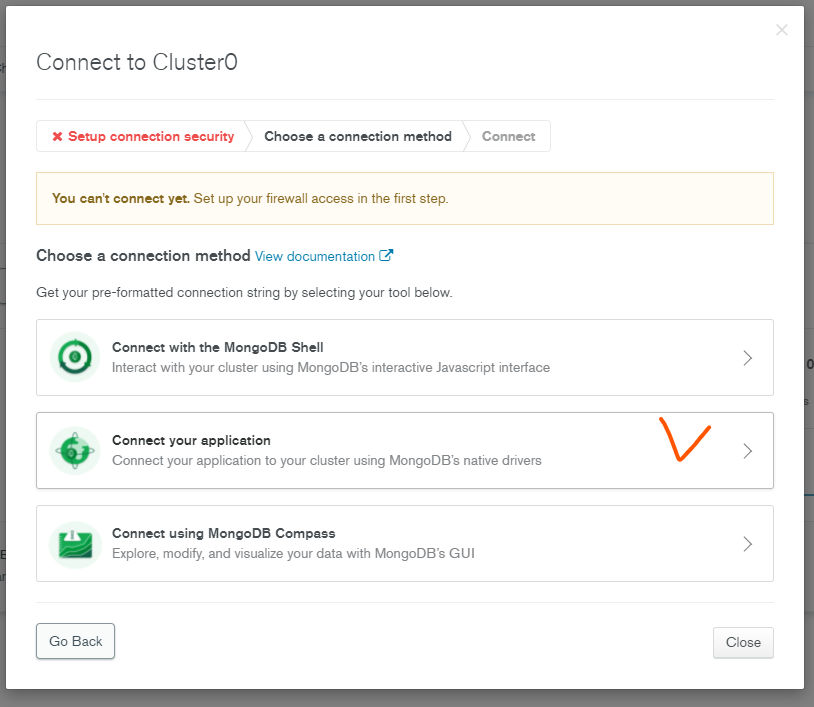 Connect to Cluster0
Setup connection security
Choose a connection method
Connect
You can't connect yet. Set up your firewall access in the first step.
Choose a connection method View documentation
Get your pre-formatted connection string by selecting your tool below.
Connect with the MongoDB Shell
Interact with your cluster using MongoDB's interactive Javascript interface
Connect your application
Connect your application to your cluster using MongoDB's native drivers
Connect using MongoDB Compass
Explore, modify, and visualize your data with MongoDB's GUI
Go Back
Close